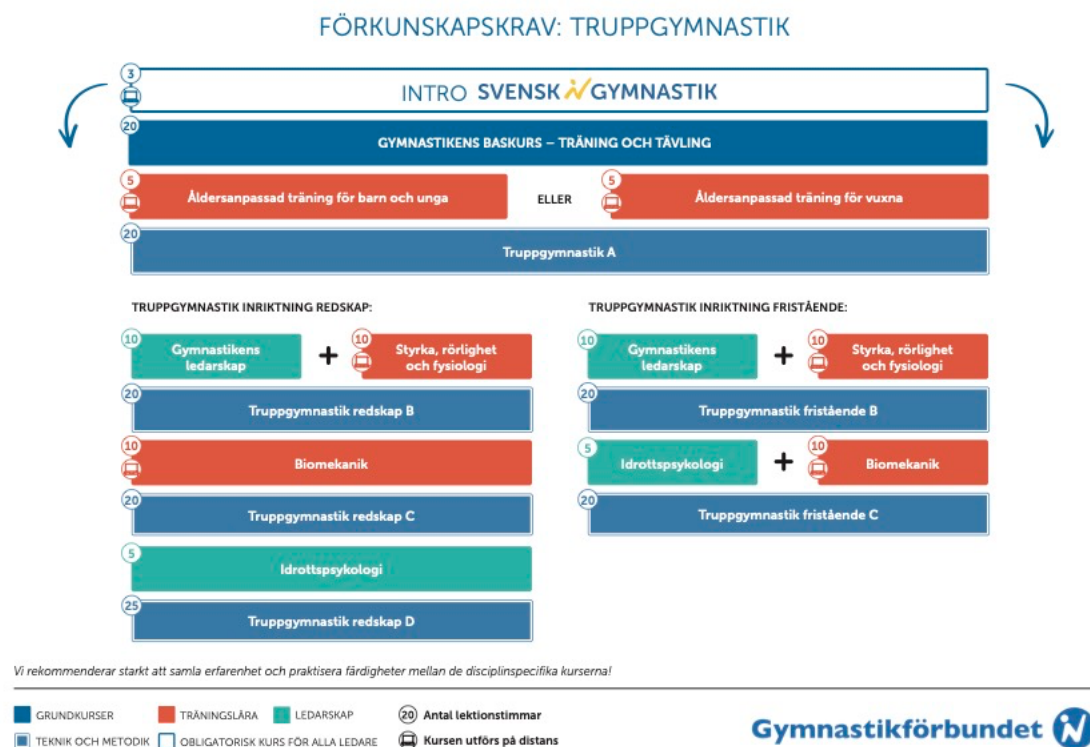 FÖRKUNSKAPSKRAV: TRUPPGYMNASTIK
3
INTRO SVENSK GYMNASTIK
20
GYMNASTIKENS BASKURS – TRÄNING OCH TÄVLING
5
Åldersanpassad träning för barn och unga
ELLER
5
Åldersanpassad träning för vuxna
20
Truppgymnastik A
TRUPPGYMNASTIK INRIKTNING REDSKAP:
10
Gymnastikens
ledarskap
+
10
Styrka, rörlighet
och fysiologi
20
Truppgymnastik redskap B
10
Biomekanik
20
Truppgymnastik redskap C
5
Idrottspsykologi
25
Truppgymnastik redskap D
TRUPPGYMNASTIK INRIKTNING FRISTÅENDE:
10
Gymnastikens
ledarskap
+
10
Styrka, rörlighet
och fysiologi
20
Truppgymnastik fristående B
5
Idrottspsykologi
+
10
Biomekanik
20
Truppgymnastik fristående C
Vi rekommenderar starkt att samla erfarenhet och praktisera färdigheter mellan de disciplinspecifika kurserna!
GRUNDKURSER
TRÄNINGSLÄRA
LEDARSKAP
20 Antal lektionstimmar
TEKNIK OCH METODIK
OBLIGATORISK KURS FÖR ALLA LEDARE
Kursen utförs på distans
Gymnastikförbundet